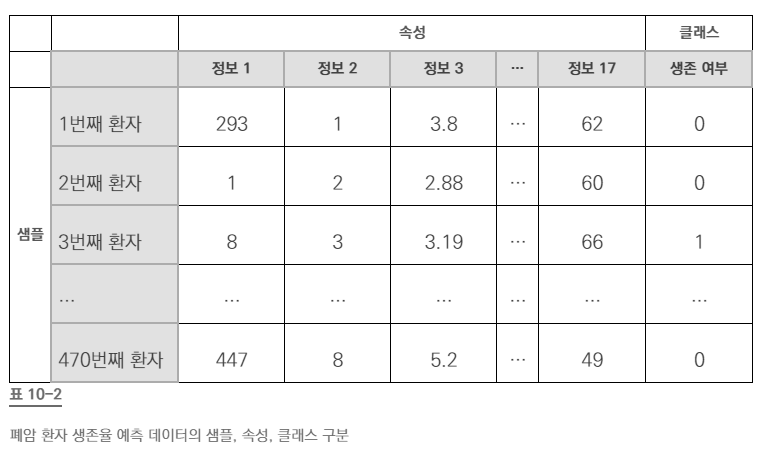 속성 클래스
정보 1 정보 2 정보 3 ··· 정보 17 생존 여부
샘플
1번째 환자 293 1 3.8 ··· 62 0
2번째 환자 1 2 2.88 ··· 60 0
3번째 환자 8 3 3.19 ··· 66 1
··· ··· ··· ··· ··· ··· ···
470번째 환자 447 8 5.2 ··· 49 0
표 10-2
폐암 환자 생존율 예측 데이터의 샘플, 속성, 클래스 구분